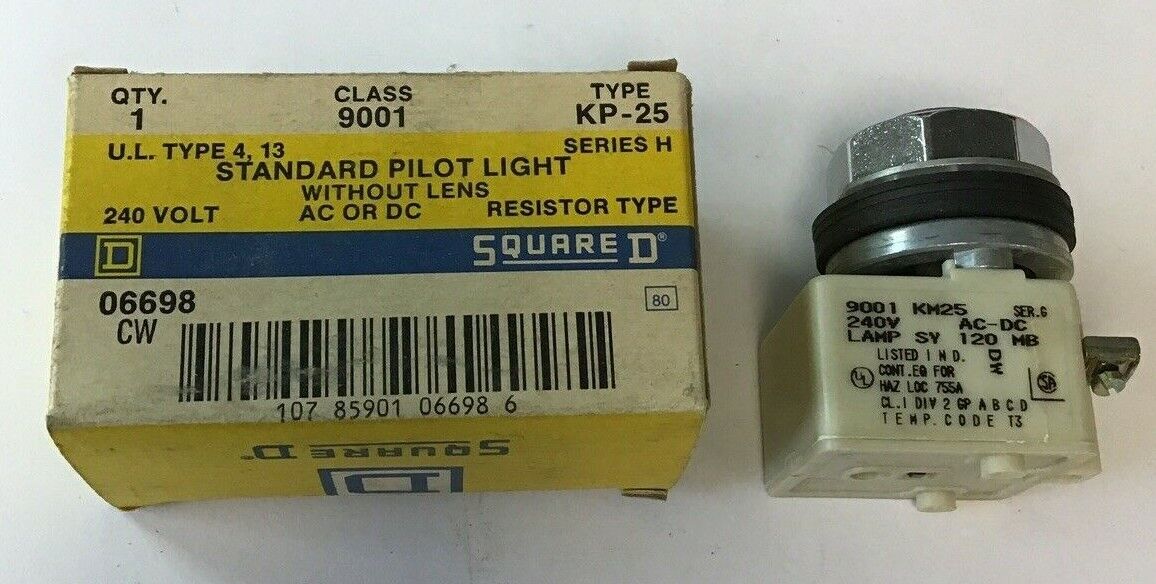 QTY. CLASS TYPE
1 9001 KP-25
U.L. TYPE 4, 13 SERIES H
STANDARD PILOT LIGHT
WITHOUT LENS
240 VOLT AC OR DC RESISTOR TYPE
D SQUARE D®
06698 80
CW
107 85901 06698 6
SQUARE D
D
9001 KM25 SER.G
240V AC-DC
LAMP SY 120 MB
LISTED IND. DW
CONT.EQ FOR
UL HAZ LOC 75SA SA
CL.I DIV 2 GP A B C D
TEMP.CODE T3